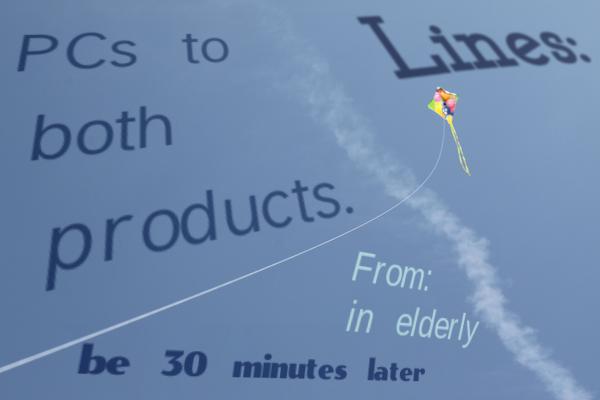 PCs to
both
products.
Lines:
From:
in elderly
be 30 minutes later